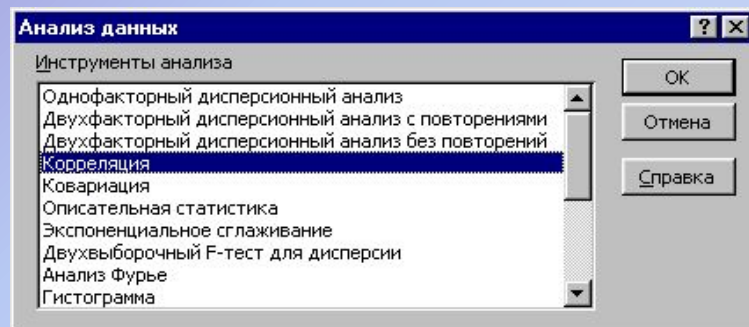 Анализ данных
Инструменты анализа
Однофакторный дисперсионный анализ
Двухфакторный дисперсионный анализ с повторениями
Двухфакторный дисперсионный анализ без повторений
Корреляция
Ковариация
Описательная статистика
Экспоненциальное сглаживание
Двухвыборочный F-тест для дисперсии
Анализ Фурье
Гистограмма
OK
Отмена
Справка